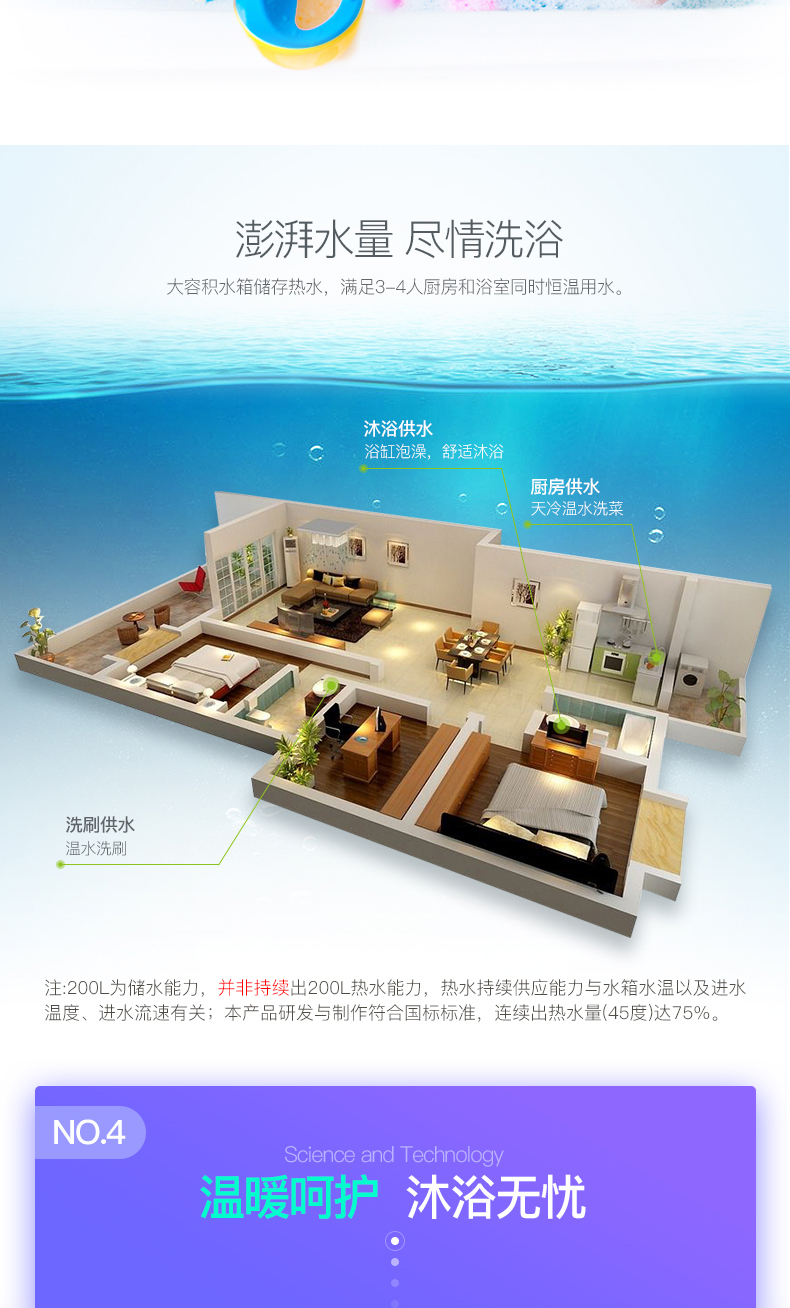 澎湃水量 尽情洗浴
大容积水箱储存热水，满足3-4人厨房和浴室同时恒温用水。
沐浴供水
浴缸泡澡，舒适沐浴
厨房供水
天冷温水洗菜
洗刷供水
温水洗刷
注:200L为储水能力，并非持续出200L热水能力，热水持续供应能力与水箱水温以及进水
温度、进水流速有关；本产品研发与制作符合国标标准，连续出热水量(45度)达75%。
NO.4
Science and Technology
温暖呵护 沐浴无忧